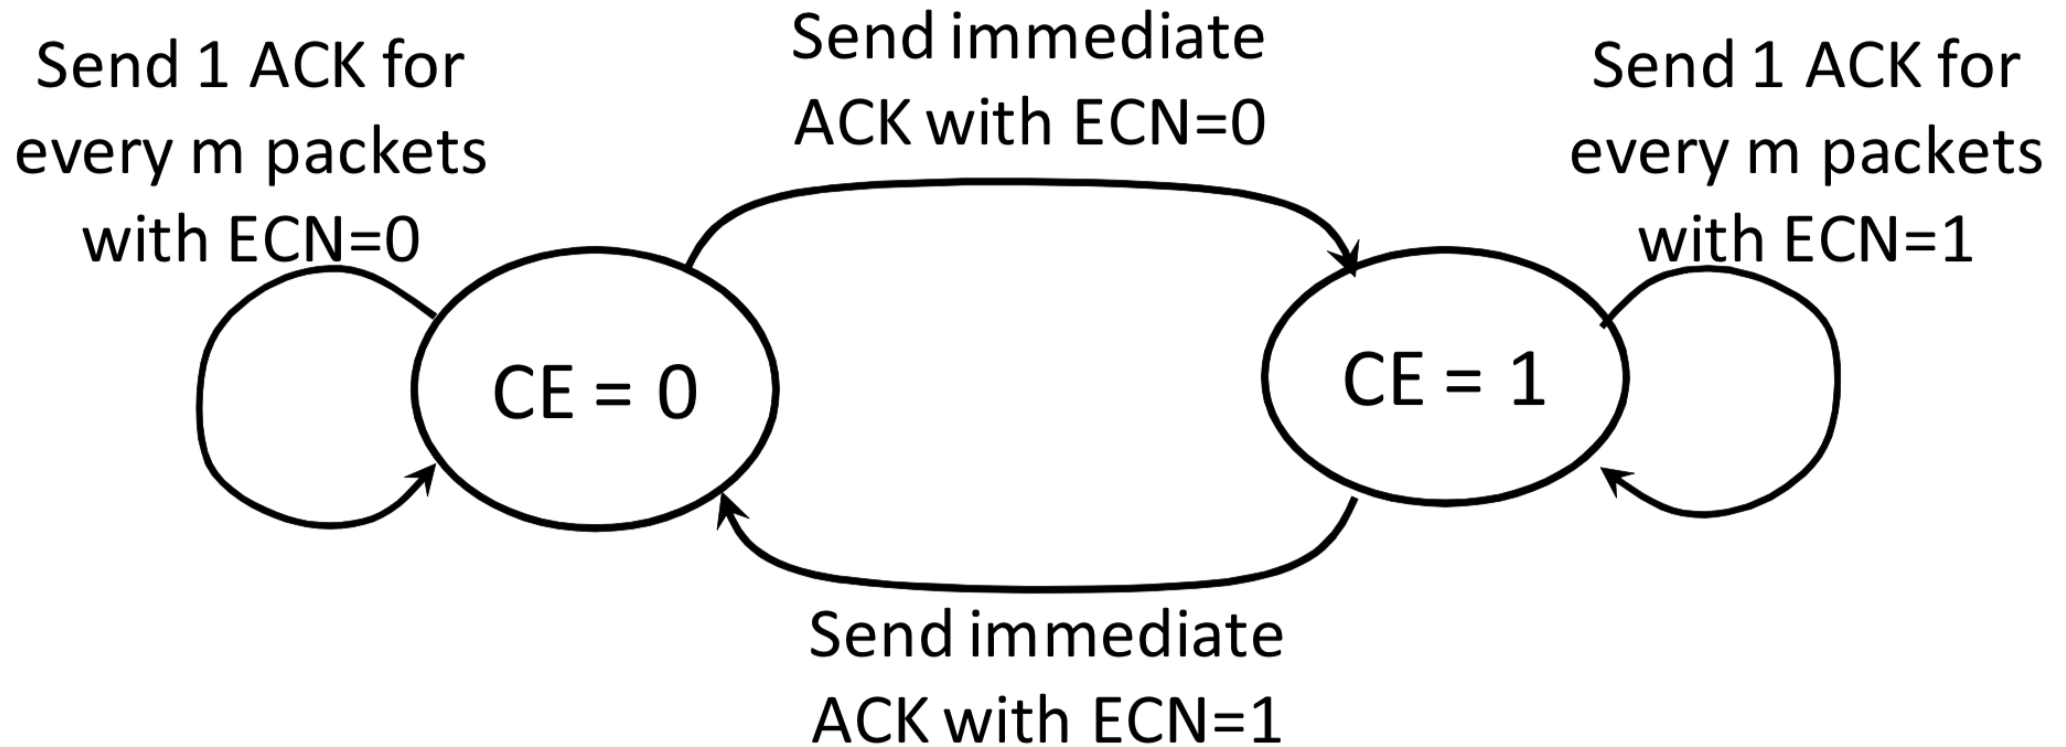 Send 1 ACK for
every m packets
with ECN=0
Send immediate
ACK with ECN=0
Send 1 ACK for
every m packets
with ECN=1
CE = 0
CE = 1
Send immediate
ACK with ECN=1